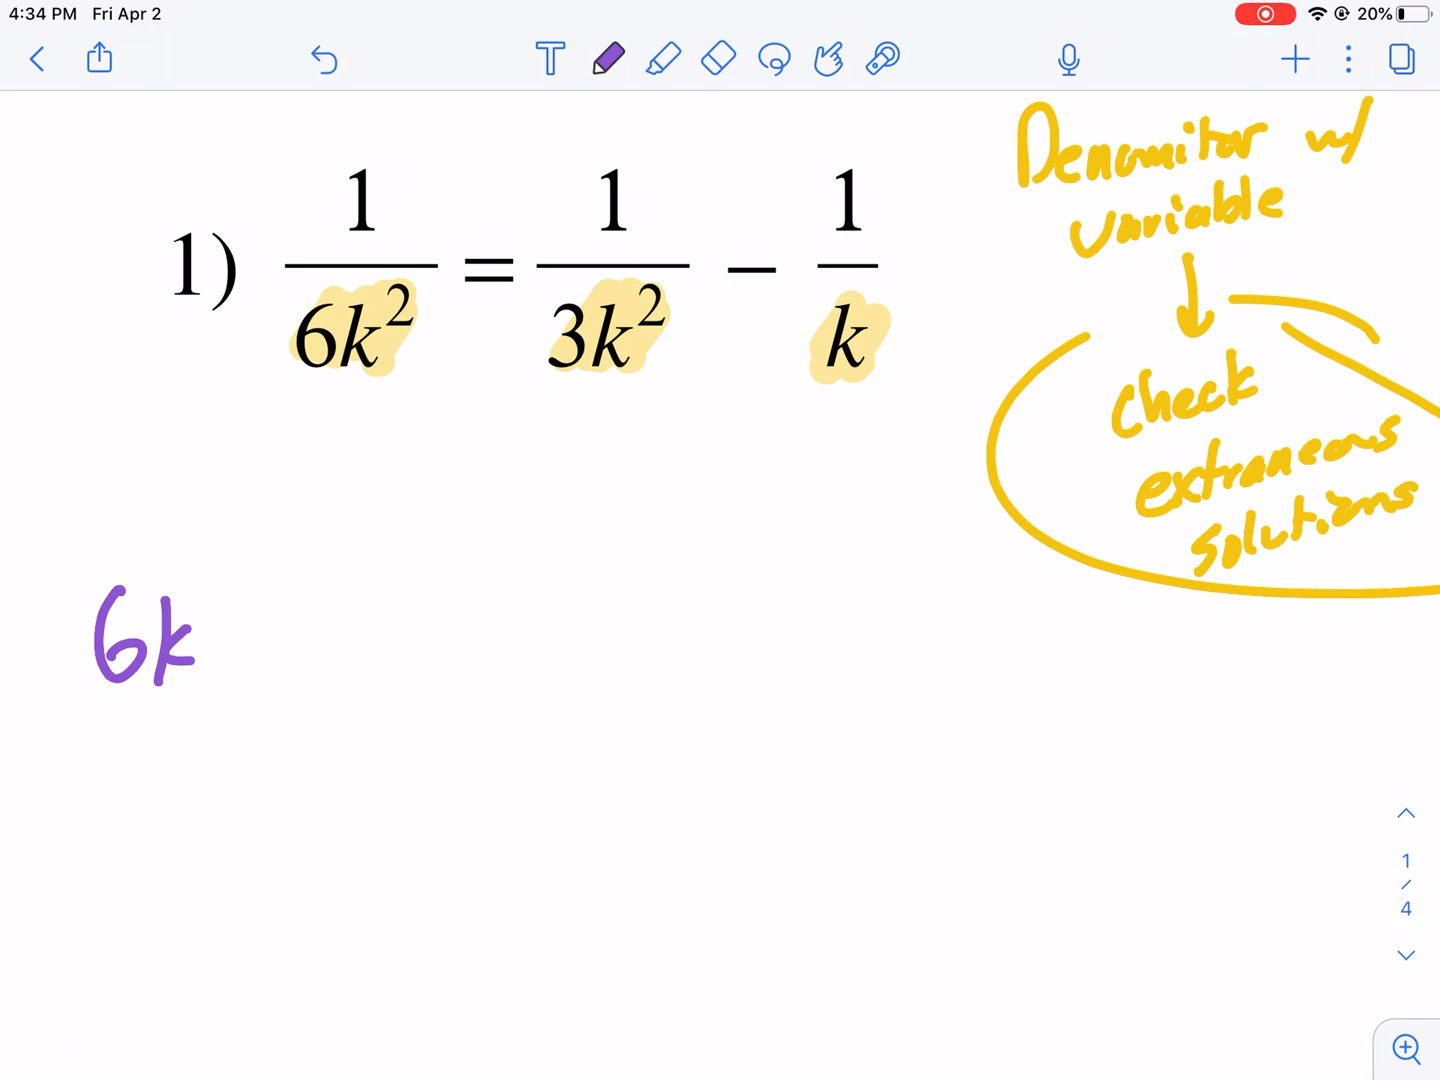 4:34 PM Fri Apr 2
20%
T
1) 1/6k² = 1/3k² − 1/k
Denomitor w/
variable
Check
extraneous
solutions
6k
1
/
4